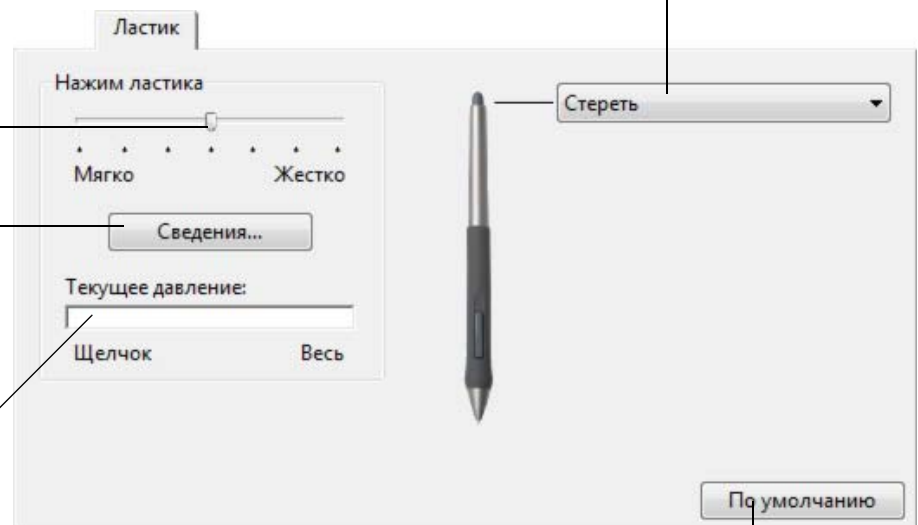 Ластик
Нажим ластика
Стереть
Мягко Жестко
Сведения...
Текущее давление:
Щелчок Весь
По умолчанию